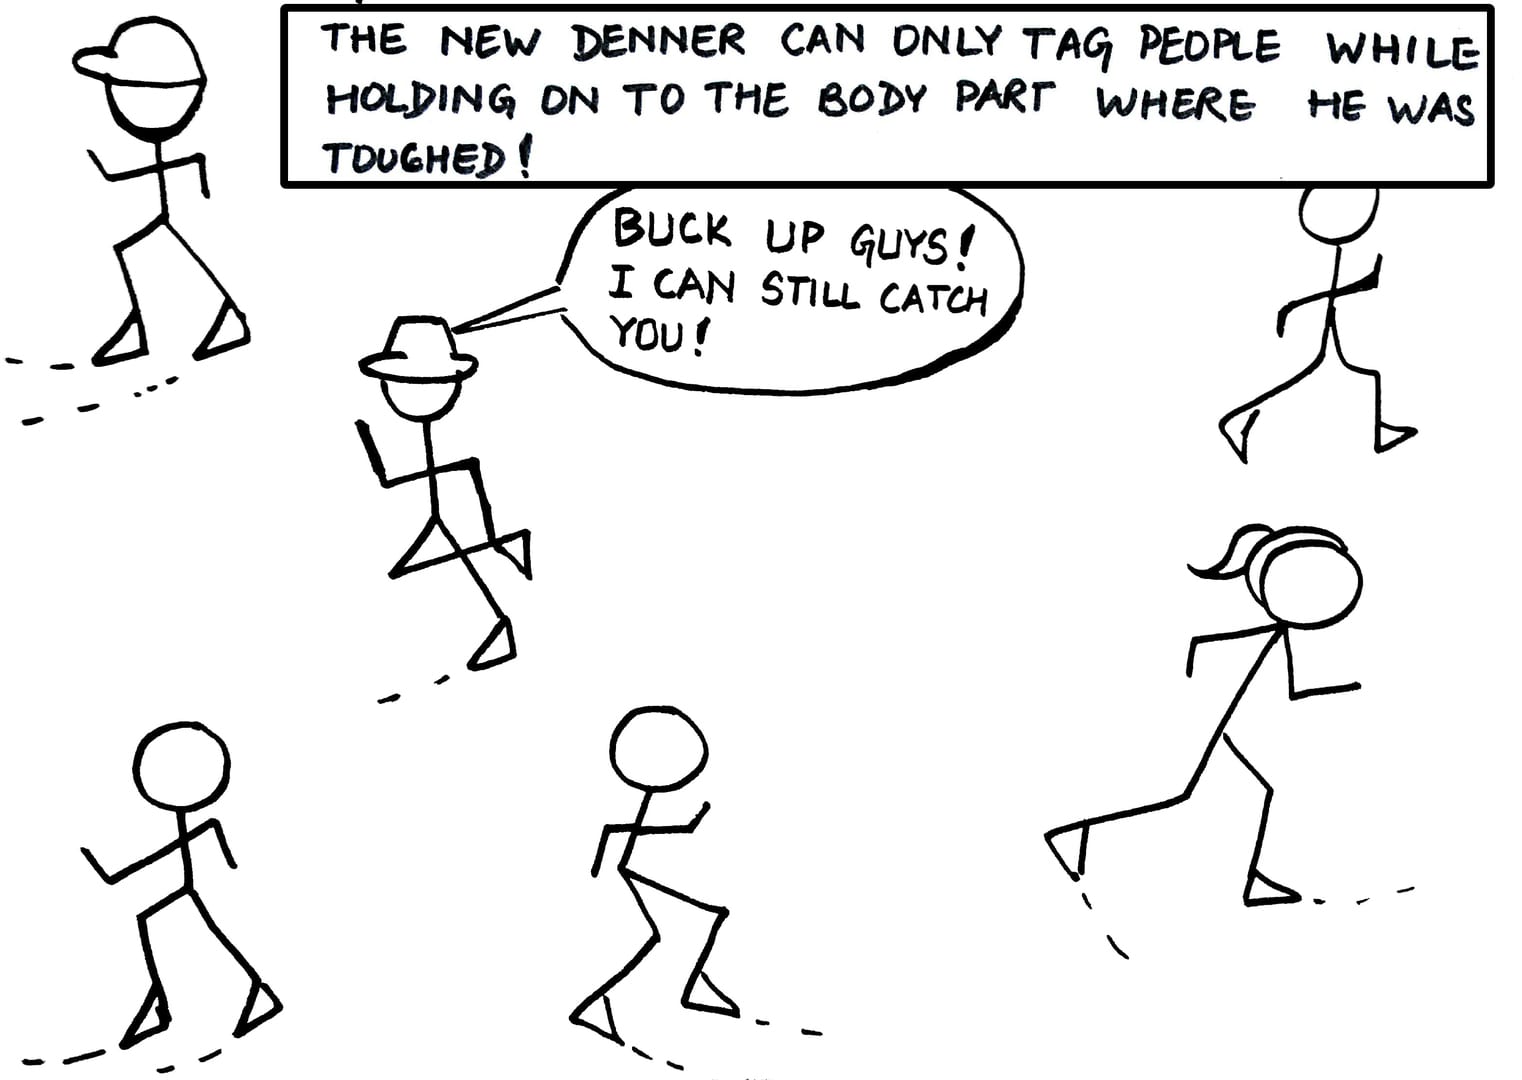 THE NEW DENNER CAN ONLY TAG PEOPLE WHILE
HOLDING ON TO THE BODY PART WHERE HE WAS
TOUGHED!
BUCK UP GUYS!
I CAN STILL CATCH
YOU!